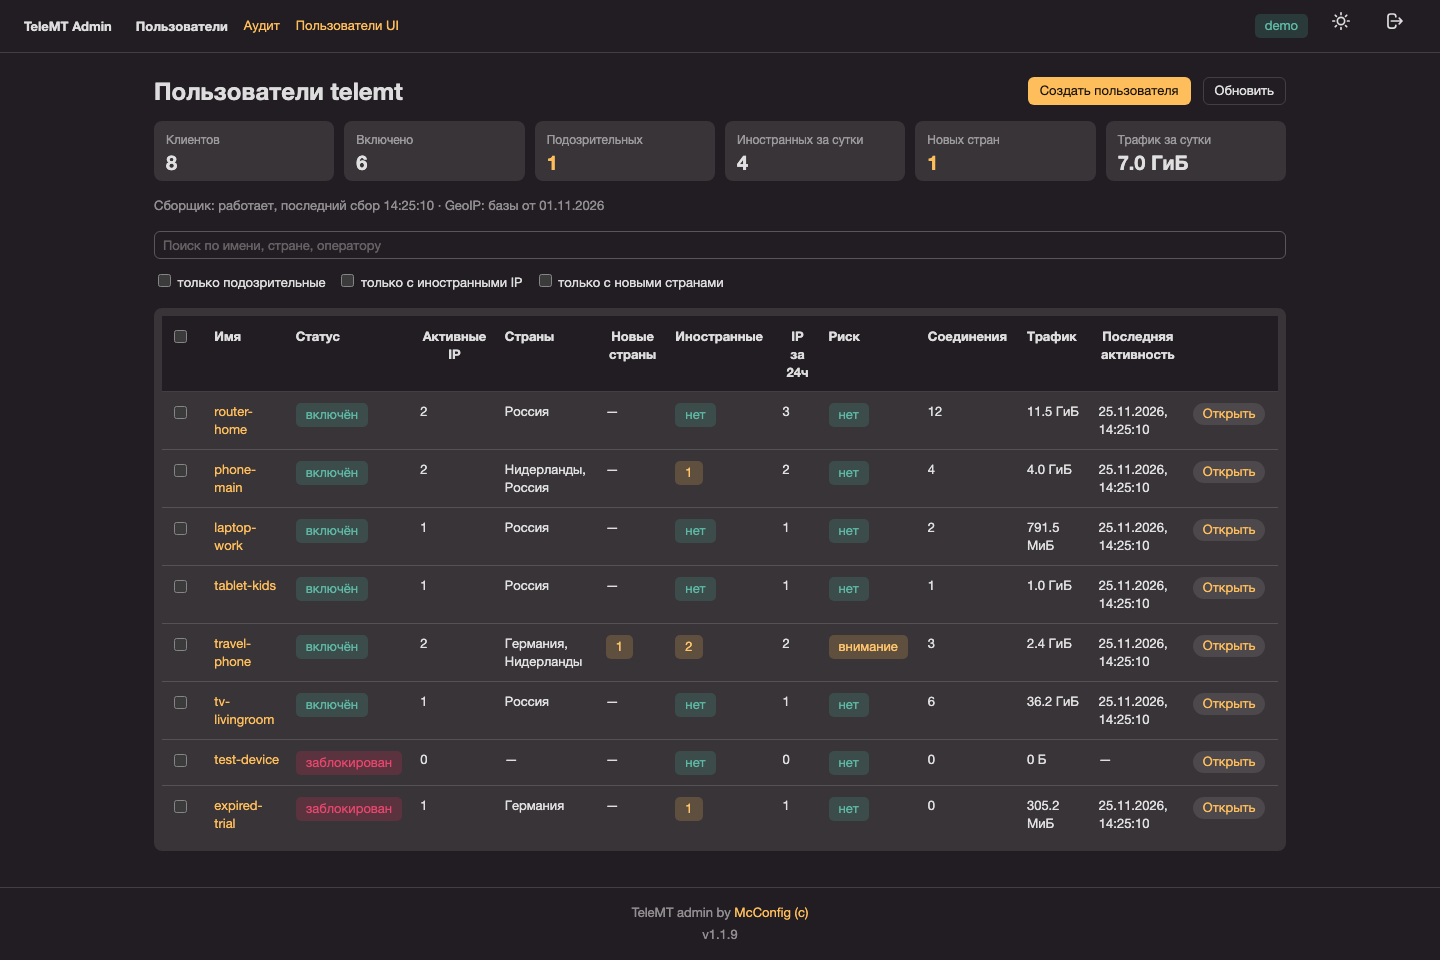 TeleMT Admin Пользователи Аудит Пользователи UI demo
Пользователи telemt Создать пользователя Обновить
Клиентов Включено Подозрительных Иностранных за сутки Новых стран Трафик за сутки
8 6 1 4 1 7.0 ГиБ
Сборщик: работает, последний сбор 14:25:10 · GeoIP: базы от 01.11.2026
Поиск по имени, стране, оператору
только подозрительные только с иностранными IP только с новыми странами
Имя Статус Активные IP Страны Новые страны Иностранные IP за 24ч Риск Соединения Трафик Последняя активность
router-home включён 2 Россия — нет 3 нет 12 11.5 ГиБ 25.11.2026, 14:25:10 Открыть
phone-main включён 2 Нидерланды, Россия — 1 2 нет 4 4.0 ГиБ 25.11.2026, 14:25:10 Открыть
laptop-work включён 1 Россия — нет 1 нет 2 791.5 МиБ 25.11.2026, 14:25:10 Открыть
tablet-kids включён 1 Россия — нет 1 нет 1 1.0 ГиБ 25.11.2026, 14:25:10 Открыть
travel-phone включён 2 Германия, Нидерланды 1 2 2 внимание 3 2.4 ГиБ 25.11.2026, 14:25:10 Открыть
tv-livingroom включён 1 Россия — нет 1 нет 6 36.2 ГиБ 25.11.2026, 14:25:10 Открыть
test-device заблокирован 0 — — нет 0 нет 0 0 Б — Открыть
expired-trial заблокирован 1 Германия — 1 1 нет 0 305.2 МиБ 25.11.2026, 14:25:10 Открыть
TeleMT admin by McConfig (c)
v1.1.9